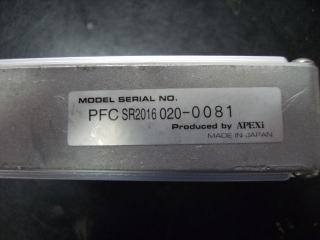 MODEL SERIAL NO.
PFC SR2016 020-0081
Produced by APEXi
MADE IN JAPAN